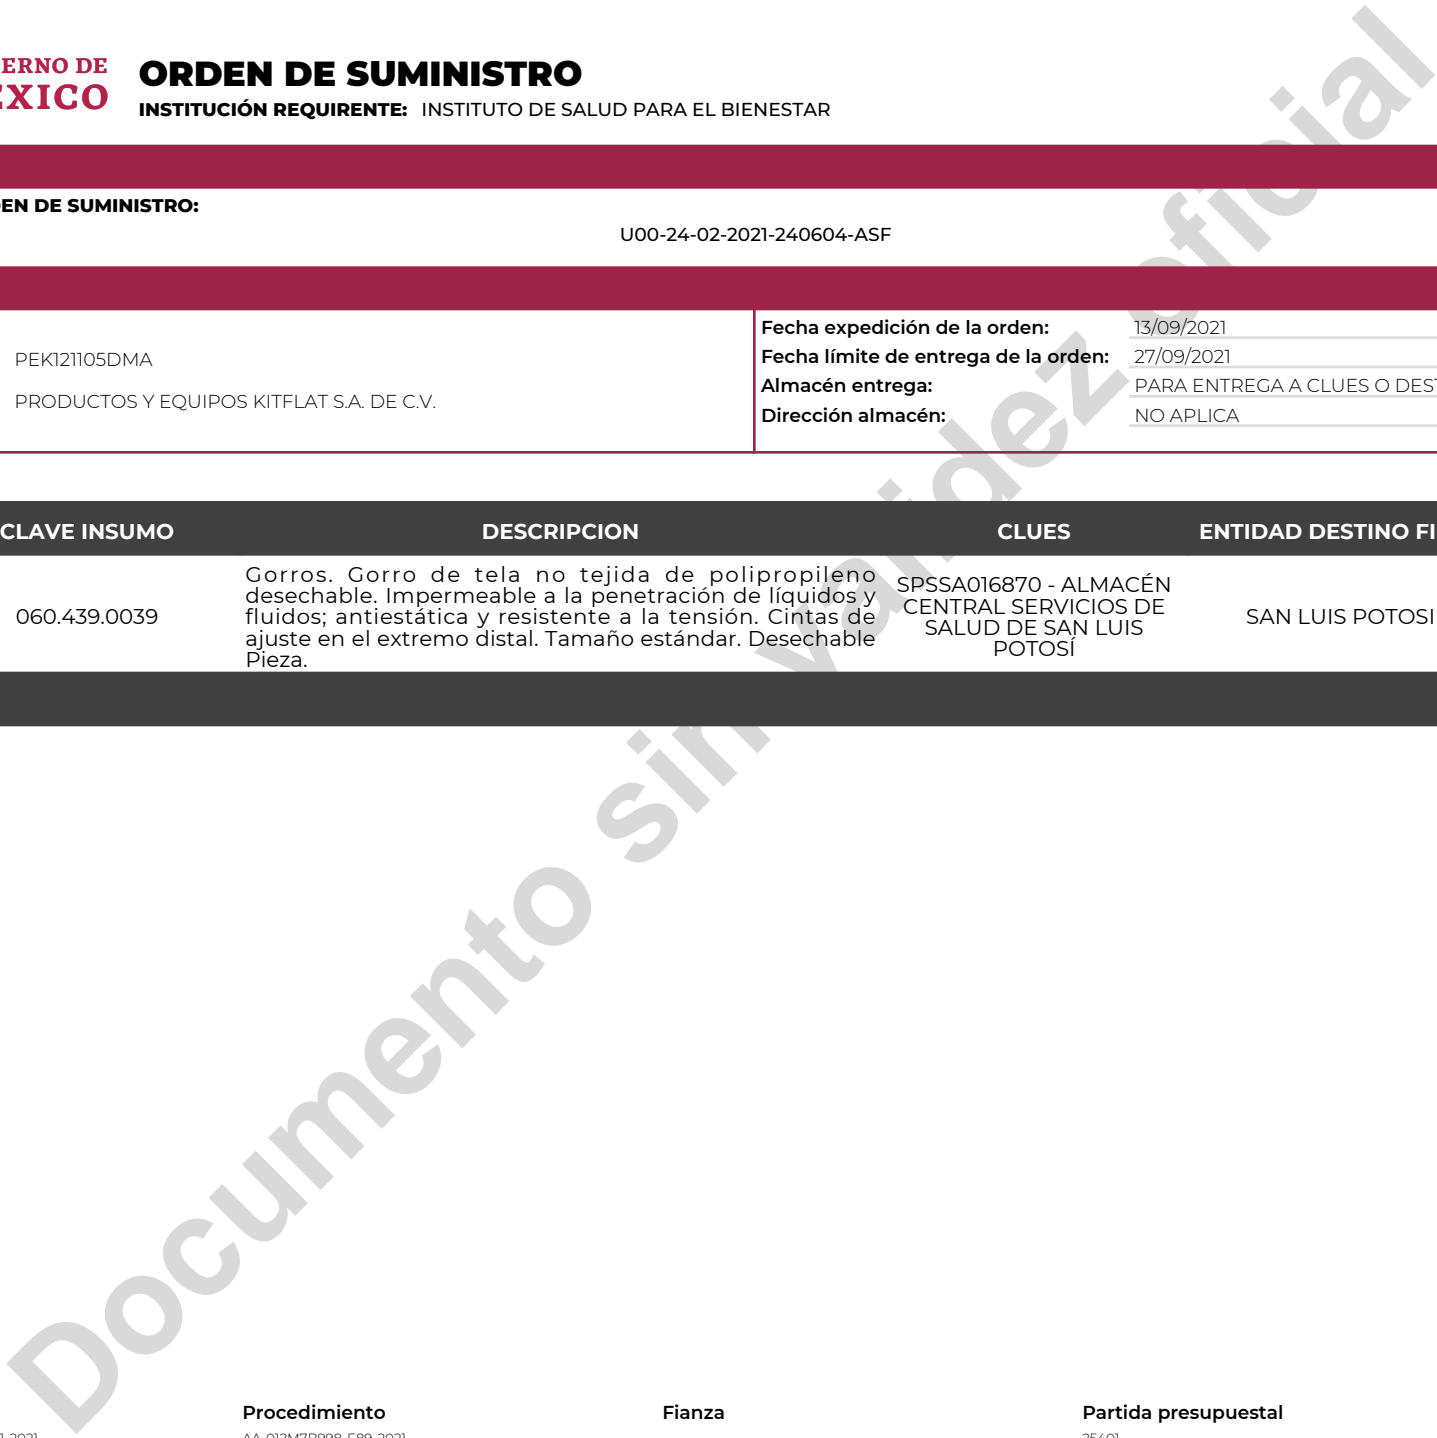 ERNO DE
ORDEN DE SUMINISTRO
XICO
INSTITUCIÓN REQUIRENTE: INSTITUTO DE SALUD PARA EL BIENESTAR
EN DE SUMINISTRO:
U00-24-02-2021-240604-ASF
Fecha expedición de la orden: 13/09/2021
PEK121105DMA
Fecha límite de entrega de la orden: 27/09/2021
Almacén entrega: PARA ENTREGA A CLUES O DEST
PRODUCTOS Y EQUIPOS KITFLAT S.A. DE C.V.
Dirección almacén: NO APLICA
CLAVE INSUMO DESCRIPCION CLUES ENTIDAD DESTINO FI
060.439.0039
Gorros. Gorro de tela no tejida de polipropileno
desechable. Impermeable a la penetración de líquidos y
fluidos; antiestática y resistente a la tensión. Cintas de
ajuste en el extremo distal. Tamaño estándar. Desechable
Pieza.
SPSSA016870 - ALMACÉN
CENTRAL SERVICIOS DE
SALUD DE SAN LUIS
POTOSÍ
SAN LUIS POTOSI
Documento sin validez oficial
Procedimiento Fianza Partida presupuestal